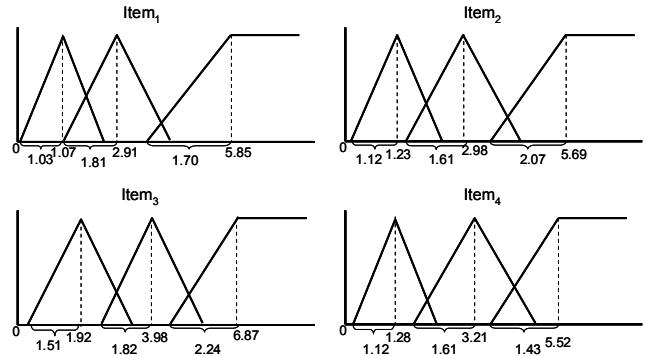 Item1
0 1.03 1.07 1.81 2.91 1.70 5.85
Item2
0 1.12 1.23 1.61 2.98 2.07 5.69
Item3
0 1.51 1.92 1.82 3.98 2.24 6.87
Item4
0 1.12 1.28 1.61 3.21 1.43 5.52